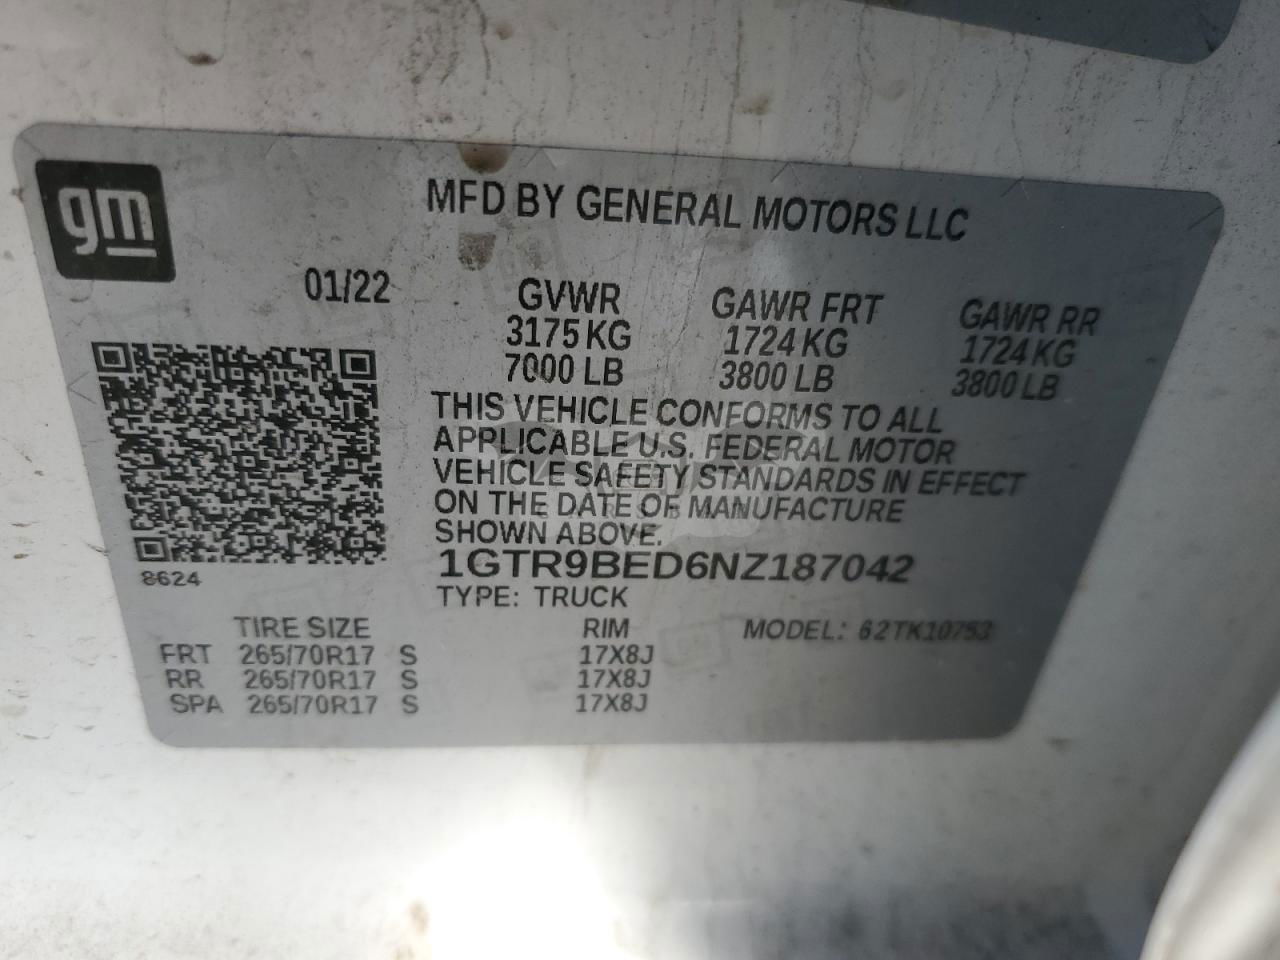 gm
MFD BY GENERAL MOTORS LLC
01/22
GVWR GAWR FRT GAWR RR
3175 KG 1724 KG 1724 KG
7000 LB 3800 LB 3800 LB
THIS VEHICLE CONFORMS TO ALL
APPLICABLE U.S. FEDERAL MOTOR
VEHICLE SAFETY STANDARDS IN EFFECT
ON THE DATE OF MANUFACTURE
SHOWN ABOVE.
8624
1GTR9BED6NZ187042
TYPE: TRUCK
TIRE SIZE RIM MODEL: 62TK10753
FRT 265/70R17 S 17X8J
RR 265/70R17 S 17X8J
SPA 265/70R17 S 17X8J